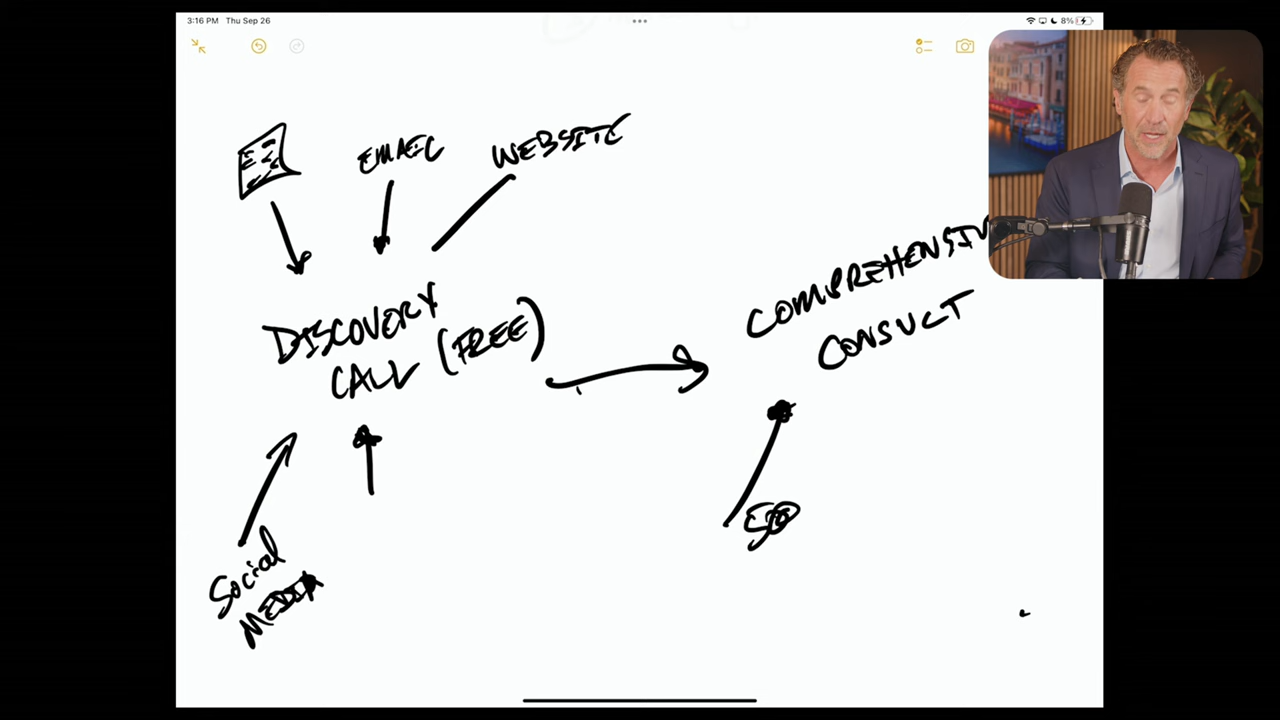 3:16 PM Thu Sep 26
8%
EMAIL
WEBSITE
DISCOVERY
CALL (FREE)
COMPREHENSIV
CONSULT
Social
MEDIA